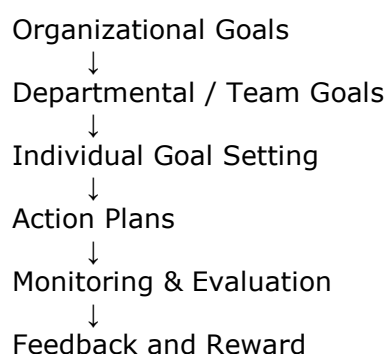 Organizational Goals
↓
Departmental / Team Goals
↓
Individual Goal Setting
↓
Action Plans
↓
Monitoring & Evaluation
↓
Feedback and Reward